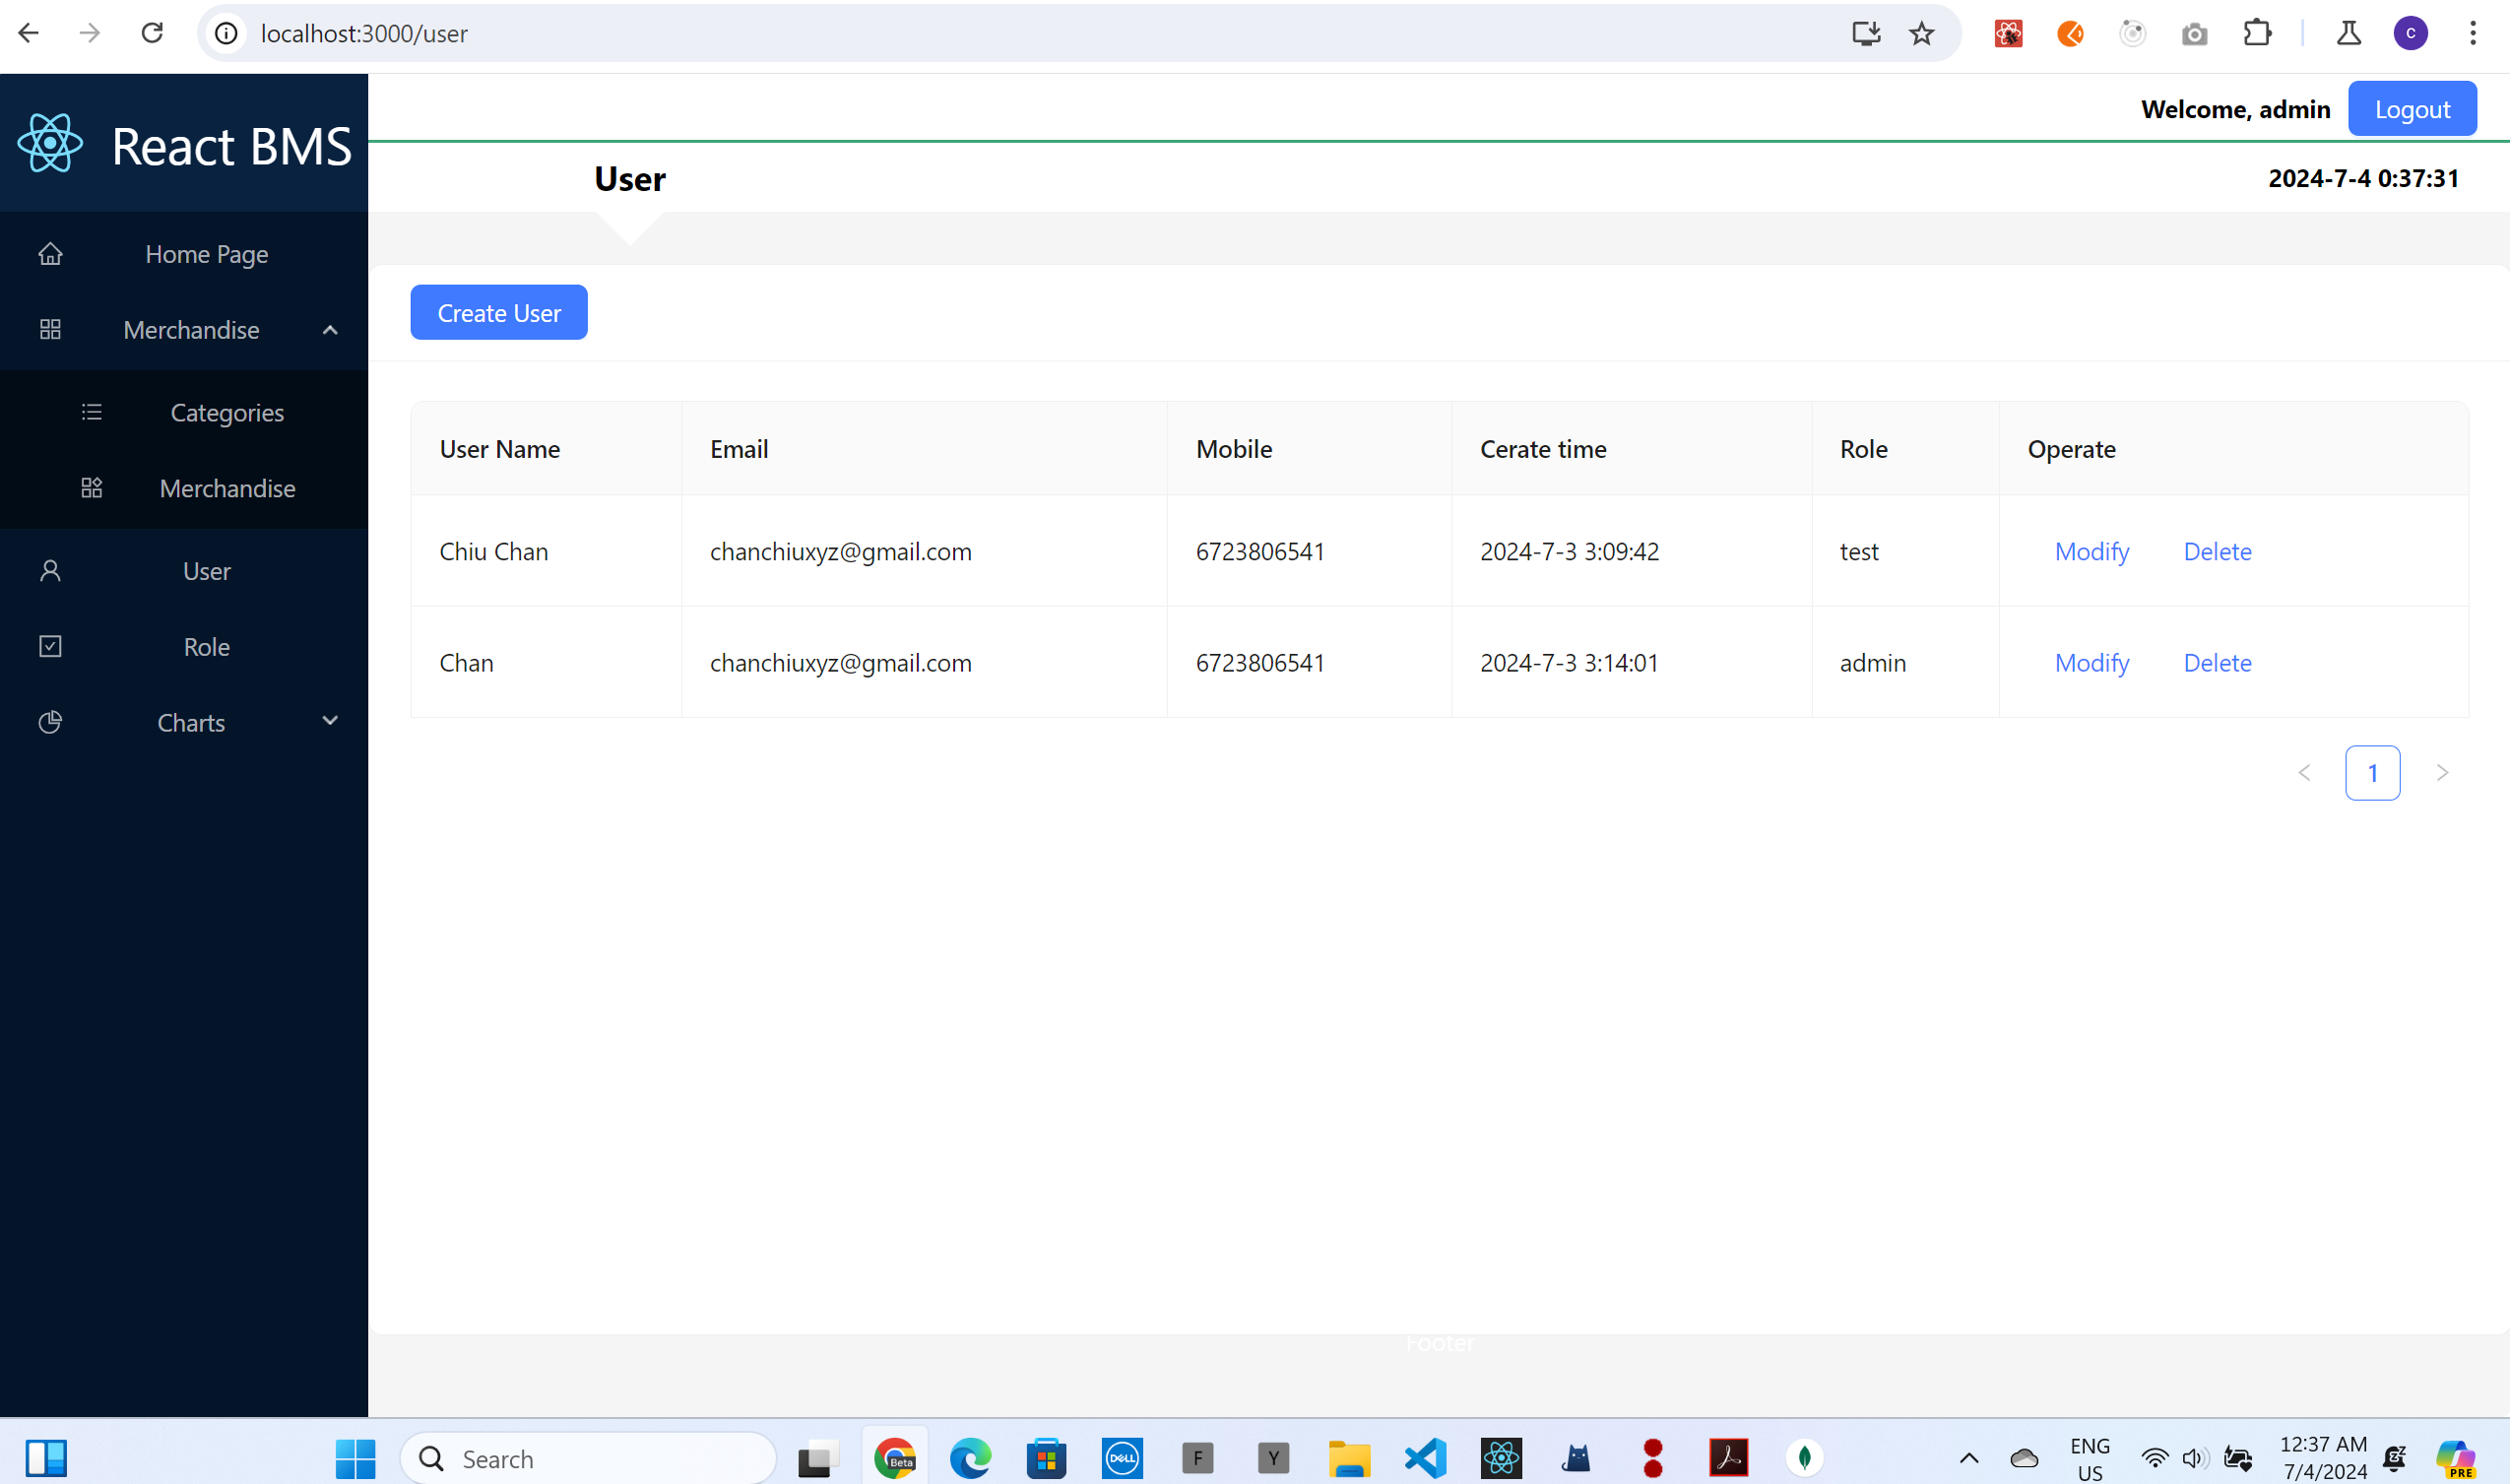 localhost:3000/user
C
React BMS
Welcome, admin
Logout
User
2024-7-4 0:37:31
Home Page
Merchandise
Categories
Merchandise
User
Role
Charts
Create User
User Name Email Mobile Cerate time Role Operate
Chiu Chan chanchiuxyz@gmail.com 6723806541 2024-7-3 3:09:42 test Modify Delete
Chan chanchiuxyz@gmail.com 6723806541 2024-7-3 3:14:01 admin Modify Delete
1
Footer
Search
Beta
DELL
F
Y
ENG
US
12:37 AM
7/4/2024
PRE